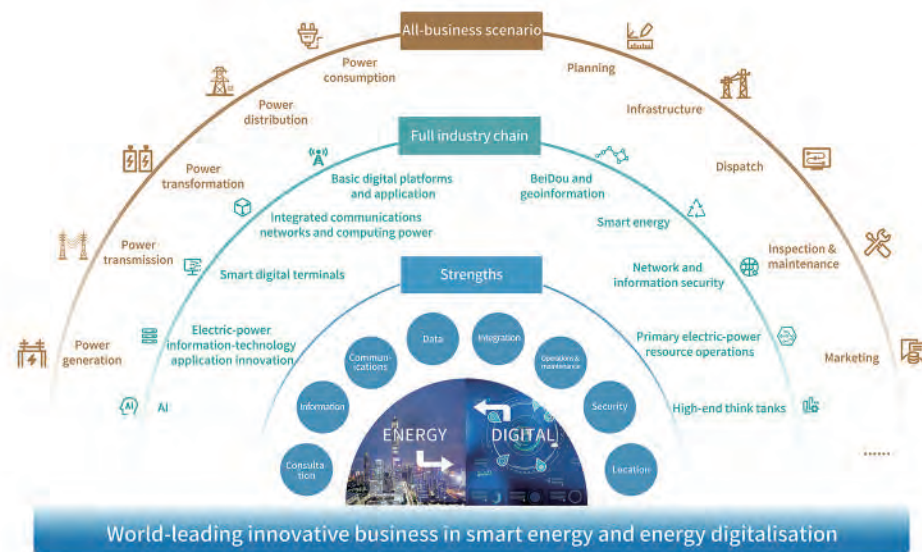 All-business scenario
Power
consumption
Planning
Power
distribution
Infrastructure
Full industry chain
Power
transformation
Dispatch
Basic digital platforms
and application
BeiDou and
geoinformation
Integrated communications
networks and computing power
Smart energy
Power
transmission
Inspection &
maintenance
Smart digital terminals
Strengths
Network and
information security
Power
generation
Electric-power
information-technology
application innovation
Primary electric-power
resource operations
Marketing
AI
AI
High-end think tanks
Data
Integration
Commun-
ications
Operations &
maintenance
Information
Security
Consulta-
tion
Location
ENERGY
DIGITAL
......
World-leading innovative business in smart energy and energy digitalisation